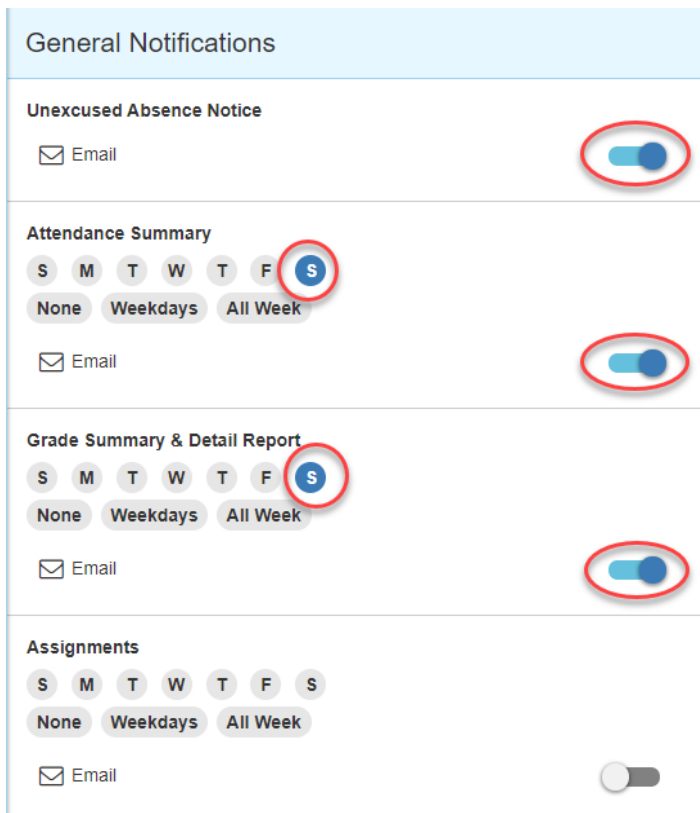 General Notifications
Unexcused Absence Notice
Email
Attendance Summary
S M T W T F S
None Weekdays All Week
Email
Grade Summary & Detail Report
S M T W T F S
None Weekdays All Week
Email
Assignments
S M T W T F S
None Weekdays All Week
Email